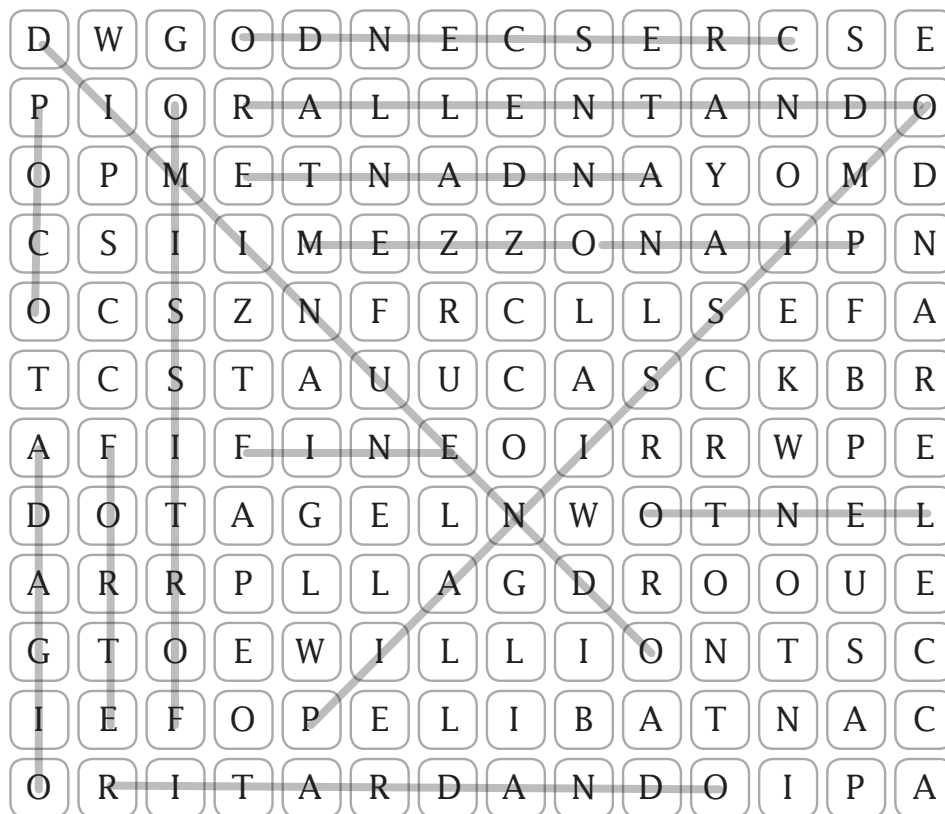 D W G O D N E C S E R C S E
P I O R A L L E N T A N D O
O P M E T N A D N A Y O M D
C S I I M E Z Z O N A I P N
O C S Z N F R C L L S E F A
T C S T A U U C A S C K B R
A F I F I N E O I R R W P E
D O T A G E L N W O T N E L
A R R P L L A G D R O O U E
G T O E W I L L I O N T S C
I E F O P E L I B A T N A C
O R I T A R D A N D O I P A